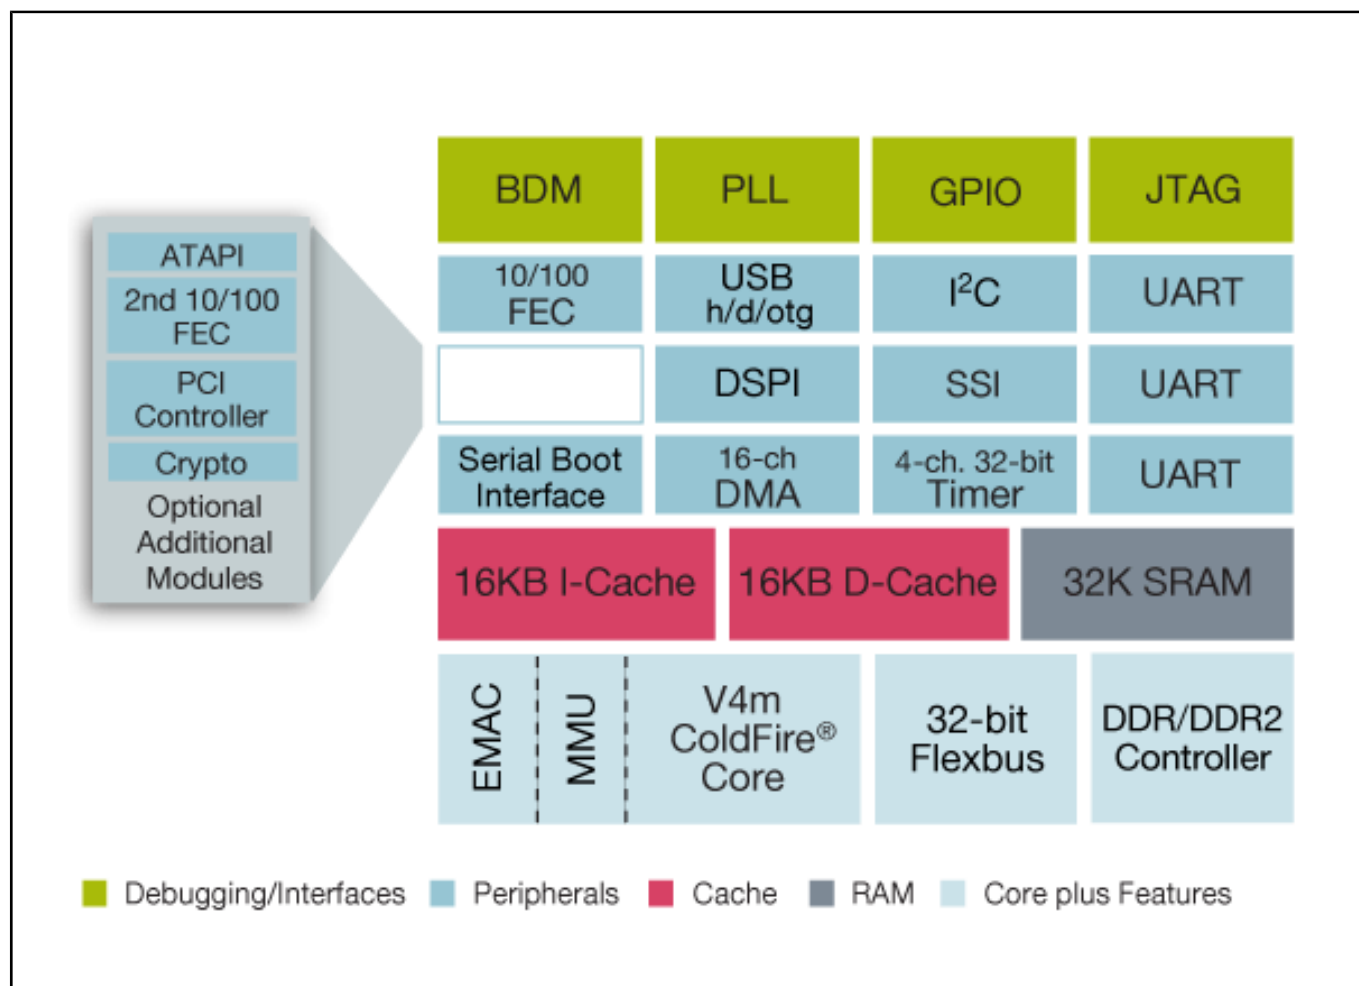 BDM
PLL
GPIO
JTAG
ATAPI
2nd 10/100
FEC
PCI
Controller
Crypto
Optional
Additional
Modules
10/100
FEC
USB
h/d/otg
I²C
UART
DSPI
SSI
UART
Serial Boot
Interface
16-ch
DMA
4-ch. 32-bit
Timer
UART
16KB I-Cache
16KB D-Cache
32K SRAM
EMAC
MMU
V4m
ColdFire®
Core
32-bit
Flexbus
DDR/DDR2
Controller
Debugging/Interfaces
Peripherals
Cache
RAM
Core plus Features